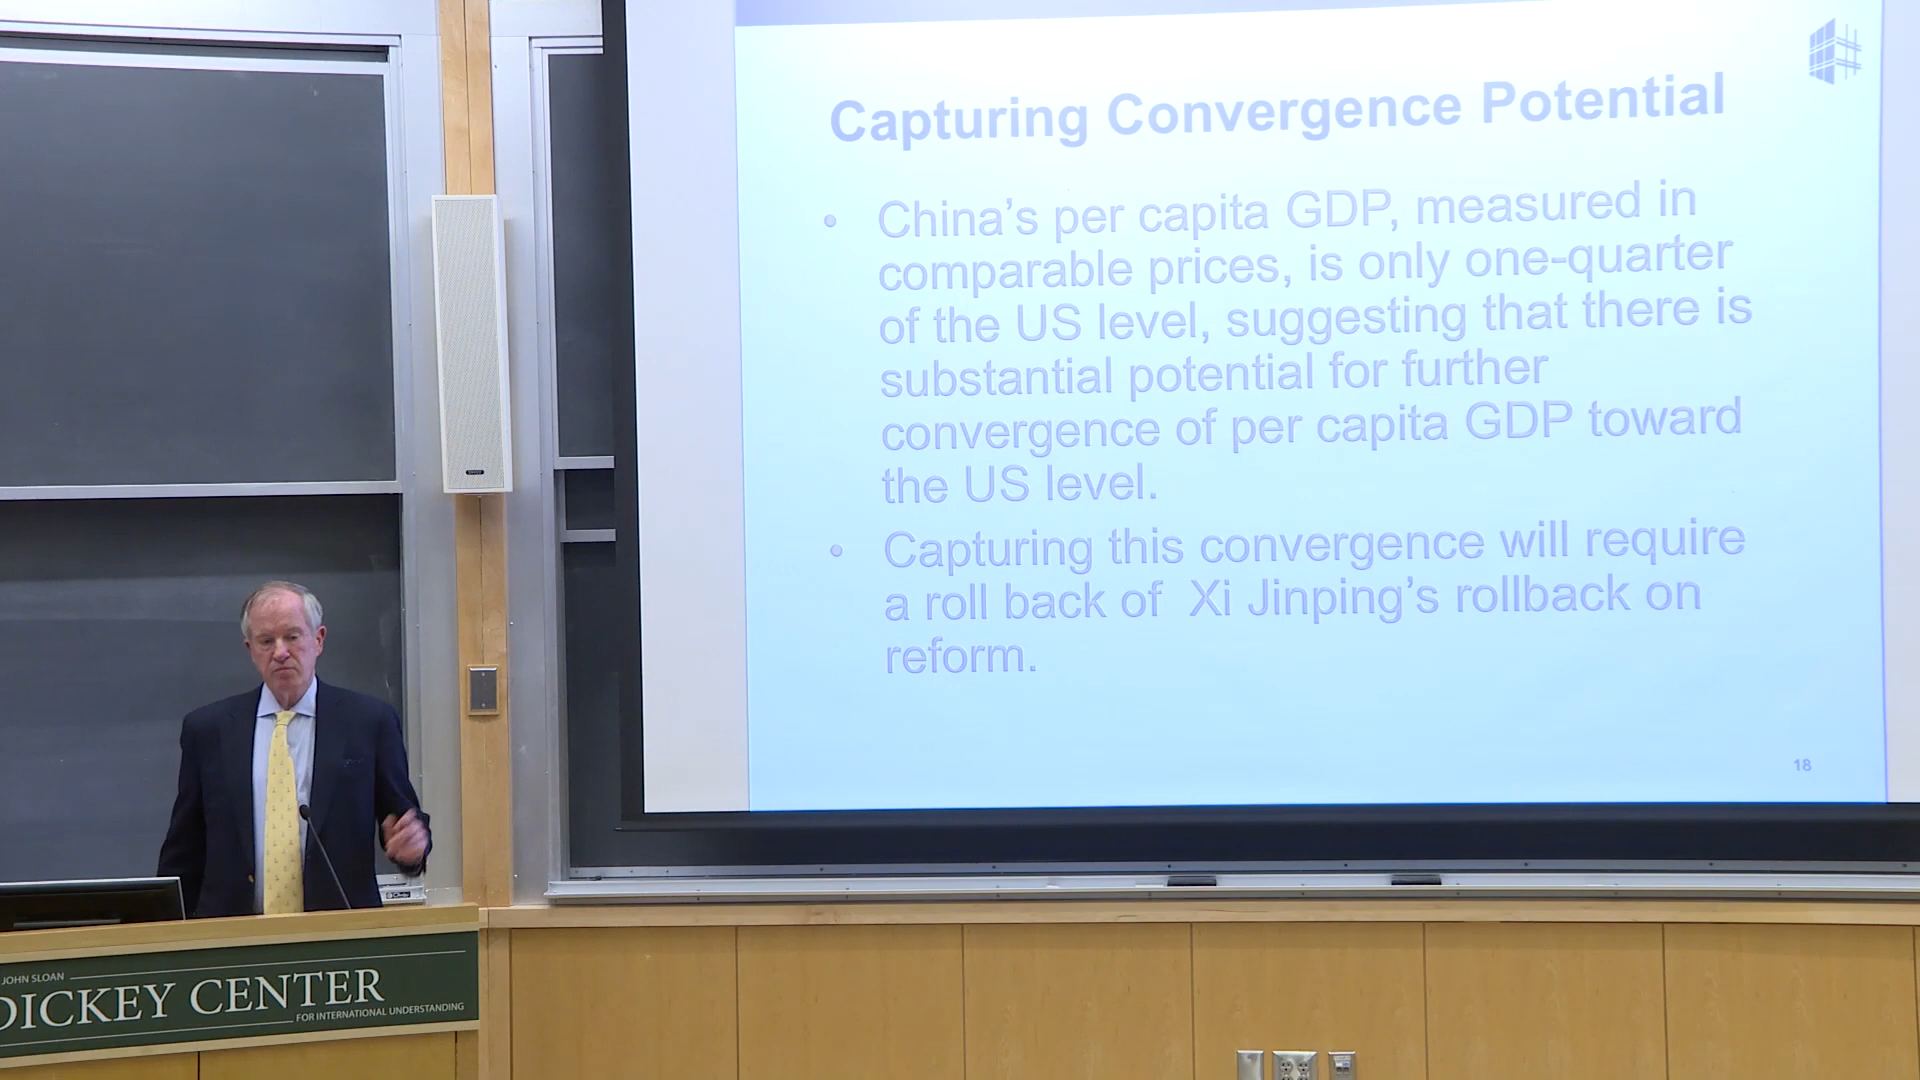 Capturing Convergence Potential
• China’s per capita GDP, measured in
comparable prices, is only one-quarter
of the US level, suggesting that there is
substantial potential for further
convergence of per capita GDP toward
the US level.
• Capturing this convergence will require
a roll back of Xi Jinping’s rollback on
reform.
18
JOHN SLOAN
DICKEY CENTER
FOR INTERNATIONAL UNDERSTANDING